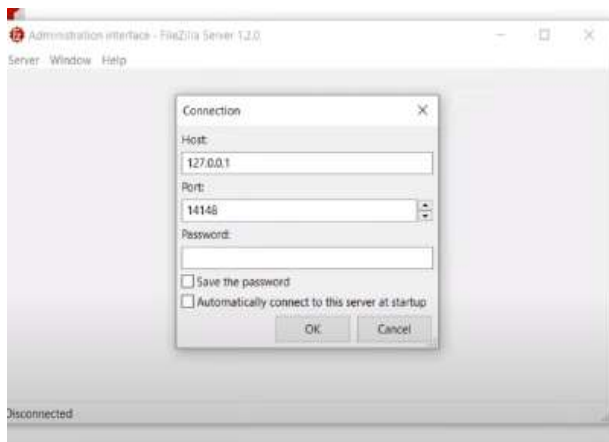 Administration interface - FileZilla Server 1.2.0
Server Window Help
Connection
Host:
127.0.0.1
Port:
14148
Password:
Save the password
Automatically connect to this server at startup
OK Cancel
Disconnected